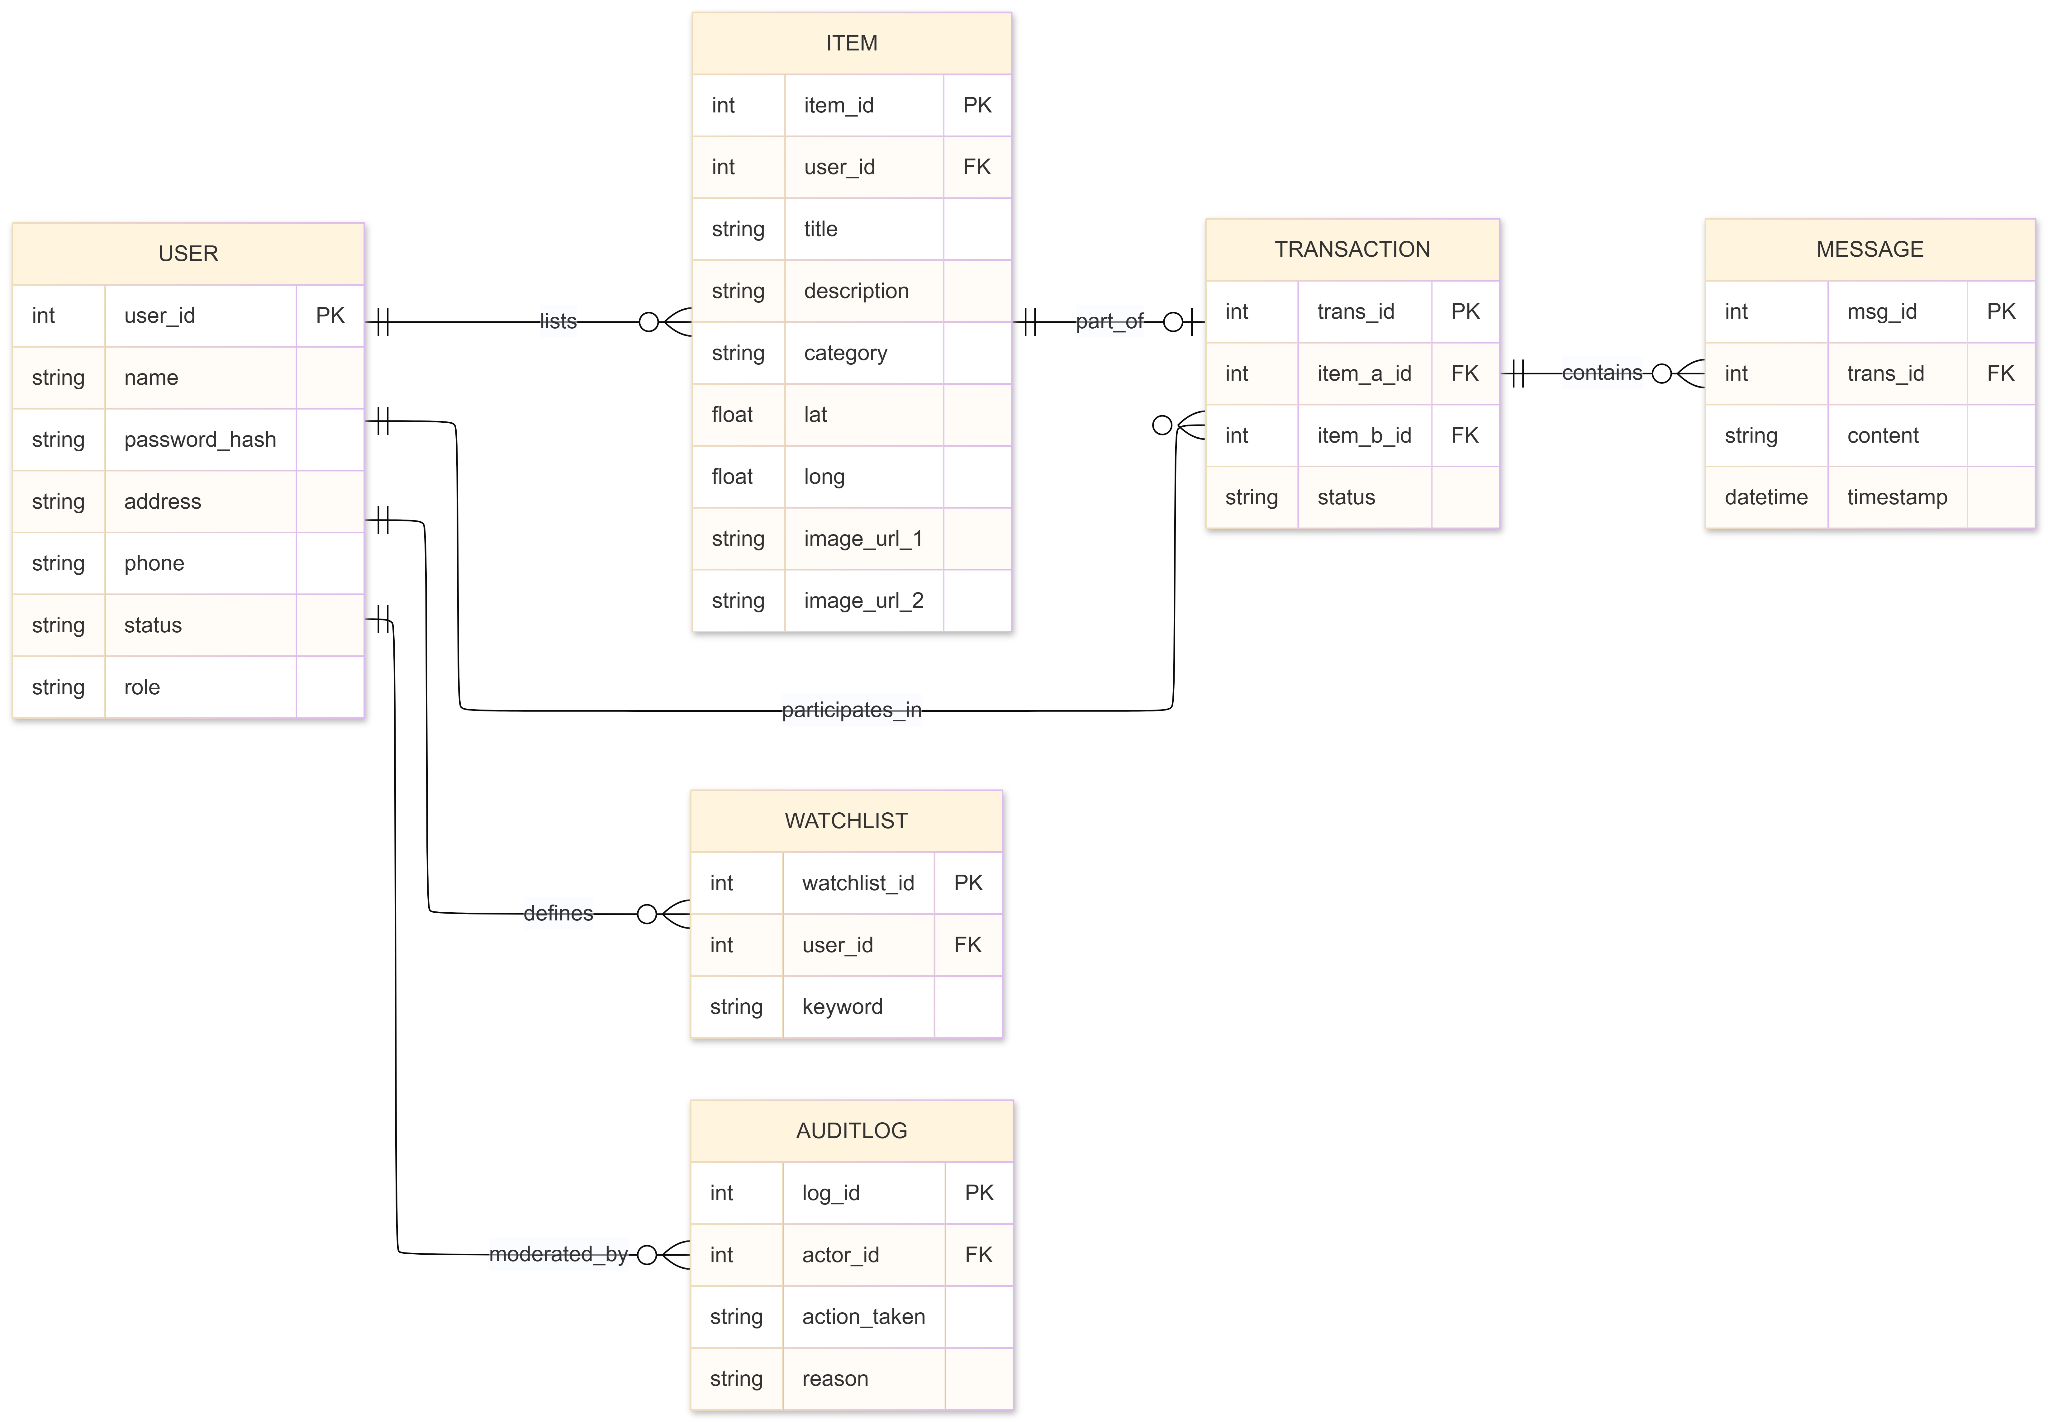 ITEM
int item_id PK
int user_id FK
string title
string description
string category
float lat
float long
string image_url_1
string image_url_2
USER
int user_id PK
string name
string password_hash
string address
string phone
string status
string role
TRANSACTION
int trans_id PK
int item_a_id FK
int item_b_id FK
string status
MESSAGE
int msg_id PK
int trans_id FK
string content
datetime timestamp
lists
part_of
contains
participates_in
WATCHLIST
int watchlist_id PK
int user_id FK
string keyword
defines
AUDITLOG
int log_id PK
int actor_id FK
string action_taken
string reason
moderated_by